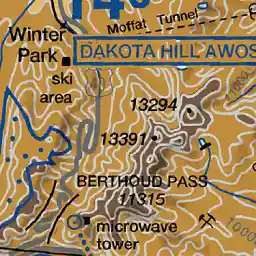 Moffat Tunnel
Winter
Park
DAKOTA HILL AWOS
ski
area
13294
13391
BERTHOUD PASS
11315
microwave
tower